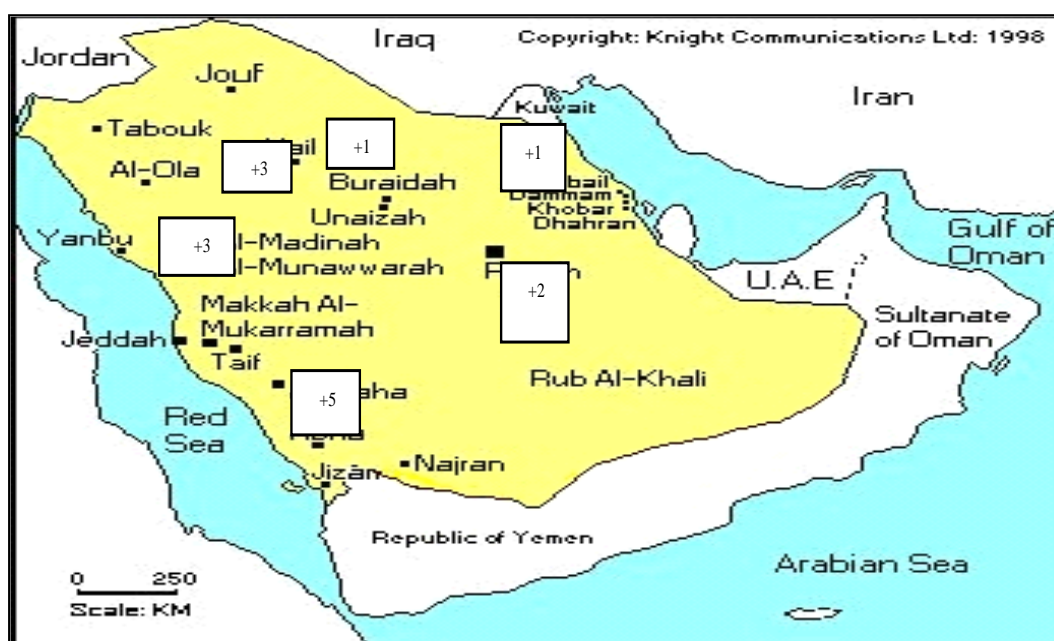 Iraq
Copyright: Knight Communications Ltd: 1998
Jordan
Jouf
Iran
Kuwait
Tabouk
+1
+1
+3
Al-Ola
Buraidah
Dammam
Unaizah
Khobar
Dhahran
Yanbu
+3
Gulf of
Oman
U.A.E
+2
Makkah Al-
Mukarramah
Jeddah
Taif
Sultanate
of Oman
Rub Al-Khali
+5
Red
Sea
Najran
Jizan
Republic of Yemen
Arabian Sea
0 250
Scale: KM